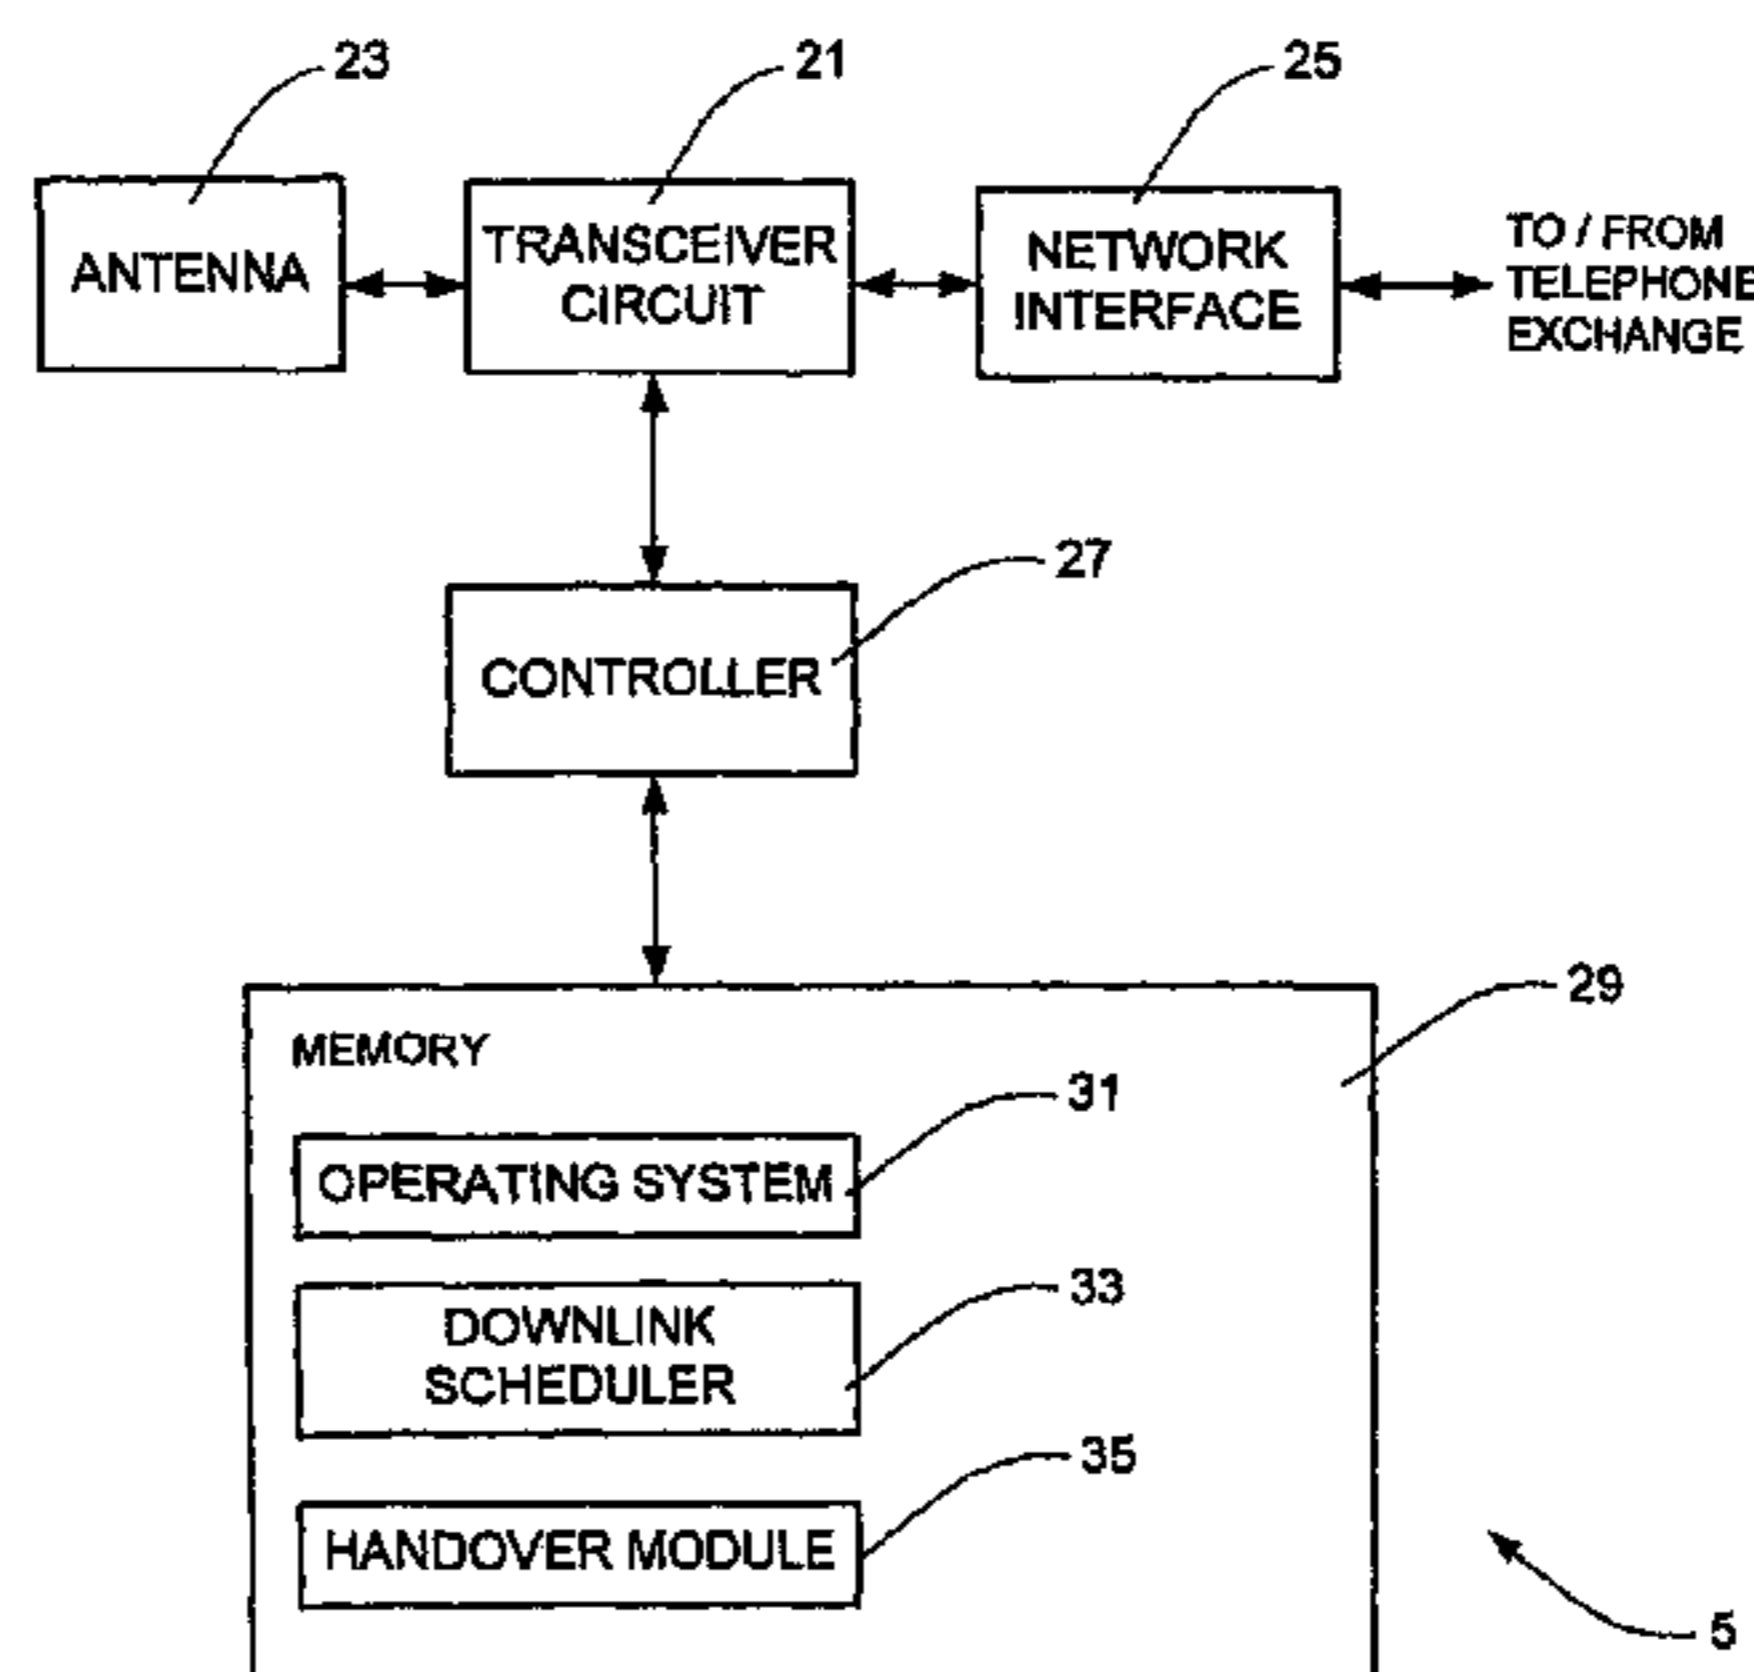 23
21
25
ANTENNA
TRANSCEIVER
CIRCUIT
NETWORK
INTERFACE
TO / FROM
TELEPHONE
EXCHANGE
27
CONTROLLER
29
MEMORY
31
OPERATING SYSTEM
33
DOWNLINK
SCHEDULER
35
HANDOVER MODULE
5